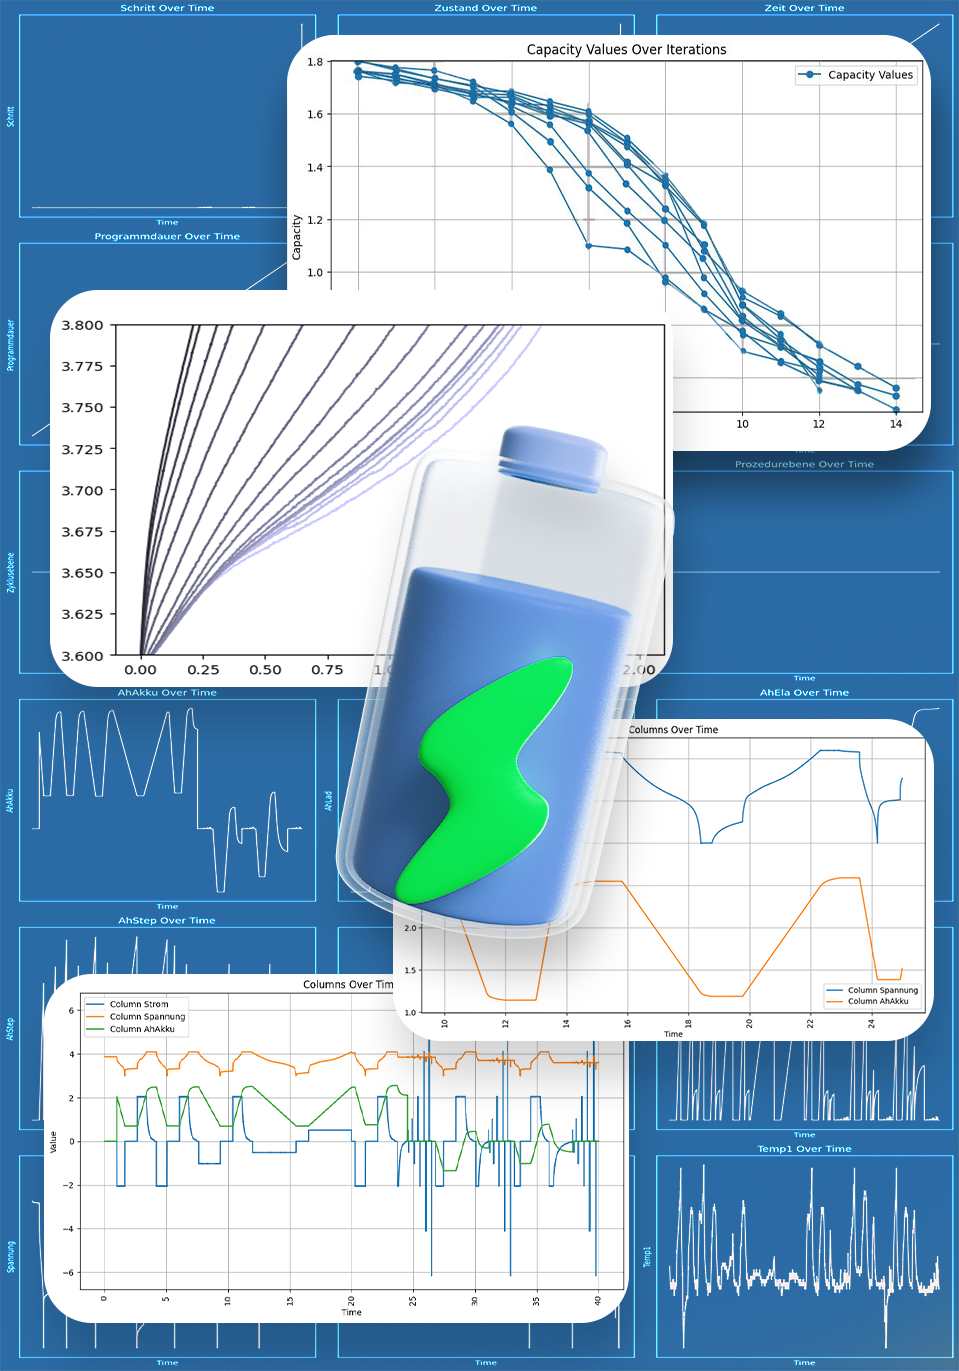 Schritt Over Time
Zustand Over Time
Zeit Over Time
Schritt
Time
Capacity Values Over Iterations
Capacity Values
Capacity
1.8
1.6
1.4
1.2
1.0
10
12
14
Programmdauer Over Time
Programmdauer
3.800
3.775
3.750
3.725
3.700
3.675
3.650
3.625
3.600
0.00
0.25
0.50
0.75
1.0
2.00
Prozedurebene Over Time
Zyklusebene
Time
AhAkku Over Time
AhAkku
Time
AhLad
AhEla Over Time
Columns Over Time
2.0
1.5
1.0
10
12
14
16
18
20
22
24
Time
Column Spannung
Column AhAkku
AhStep Over Time
AhStep
Columns Over Tim
Column Strom
Column Spannung
Column AhAkku
Value
6
4
2
0
−2
−4
−6
0
5
10
15
20
25
30
35
40
Time
Time
Temp1 Over Time
Temp1
Spannung
Time
Time
Time